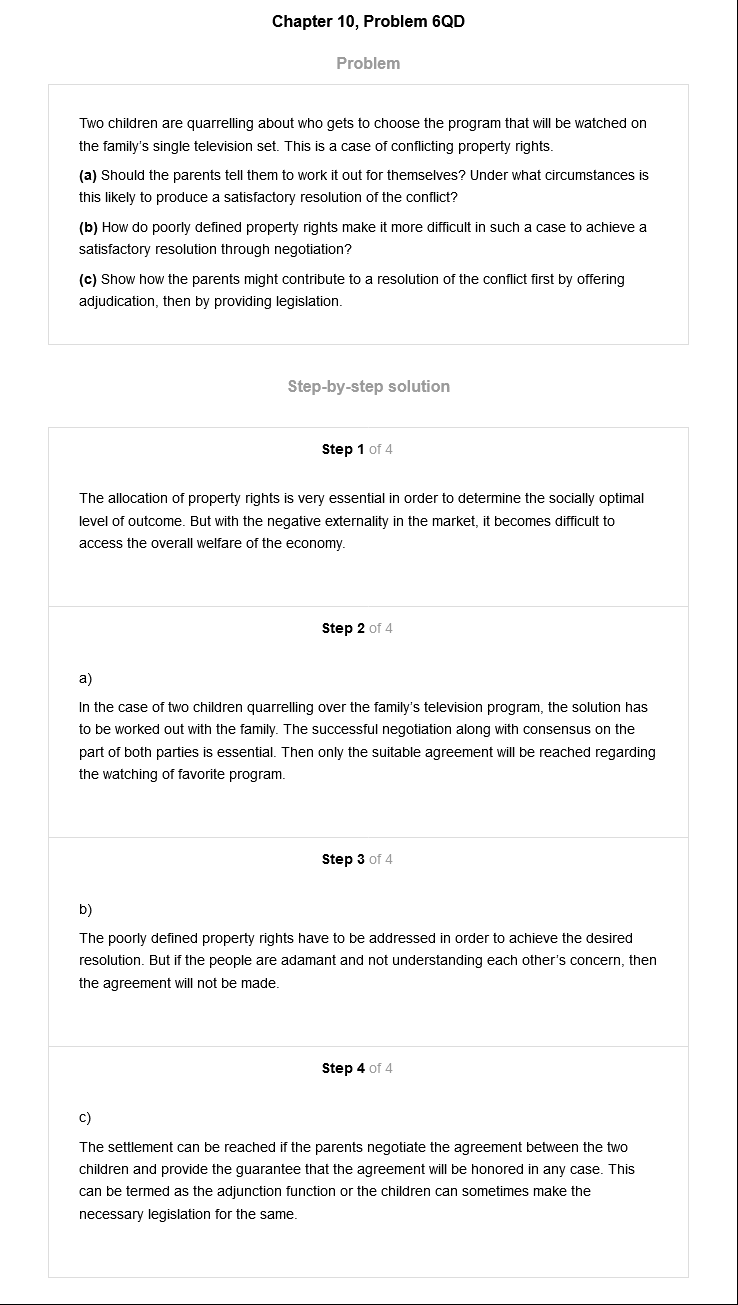 Chapter 10, Problem 6QD
Problem
Two children are quarrelling about who gets to choose the program that will be watched on
the family's single television set. This is a case of conflicting property rights.
(a) Should the parents tell them to work it out for themselves? Under what circumstances is
this likely to produce a satisfactory resolution of the conflict?
(b) How do poorly defined property rights make it more difficult in such a case to achieve a
satisfactory resolution through negotiation?
(c) Show how the parents might contribute to a resolution of the conflict first by offering
adjudication, then by providing legislation.
Step-by-step solution
Step 1 of 4
The allocation of property rights is very essential in order to determine the socially optimal
level of outcome. But with the negative externality in the market, it becomes difficult to
access the overall welfare of the economy.
Step 2 of 4
a)
In the case of two children quarrelling over the family's television program, the solution has
to be worked out with the family. The successful negotiation along with consensus on the
part of both parties is essential. Then only the suitable agreement will be reached regarding
the watching of favorite program.
Step 3 of 4
b)
The poorly defined property rights have to be addressed in order to achieve the desired
resolution. But if the people are adamant and not understanding each other's concern, then
the agreement will not be made.
Step 4 of 4
c)
The settlement can be reached if the parents negotiate the agreement between the two
children and provide the guarantee that the agreement will be honored in any case. This
can be termed as the adjunction function or the children can sometimes make the
necessary legislation for the same.